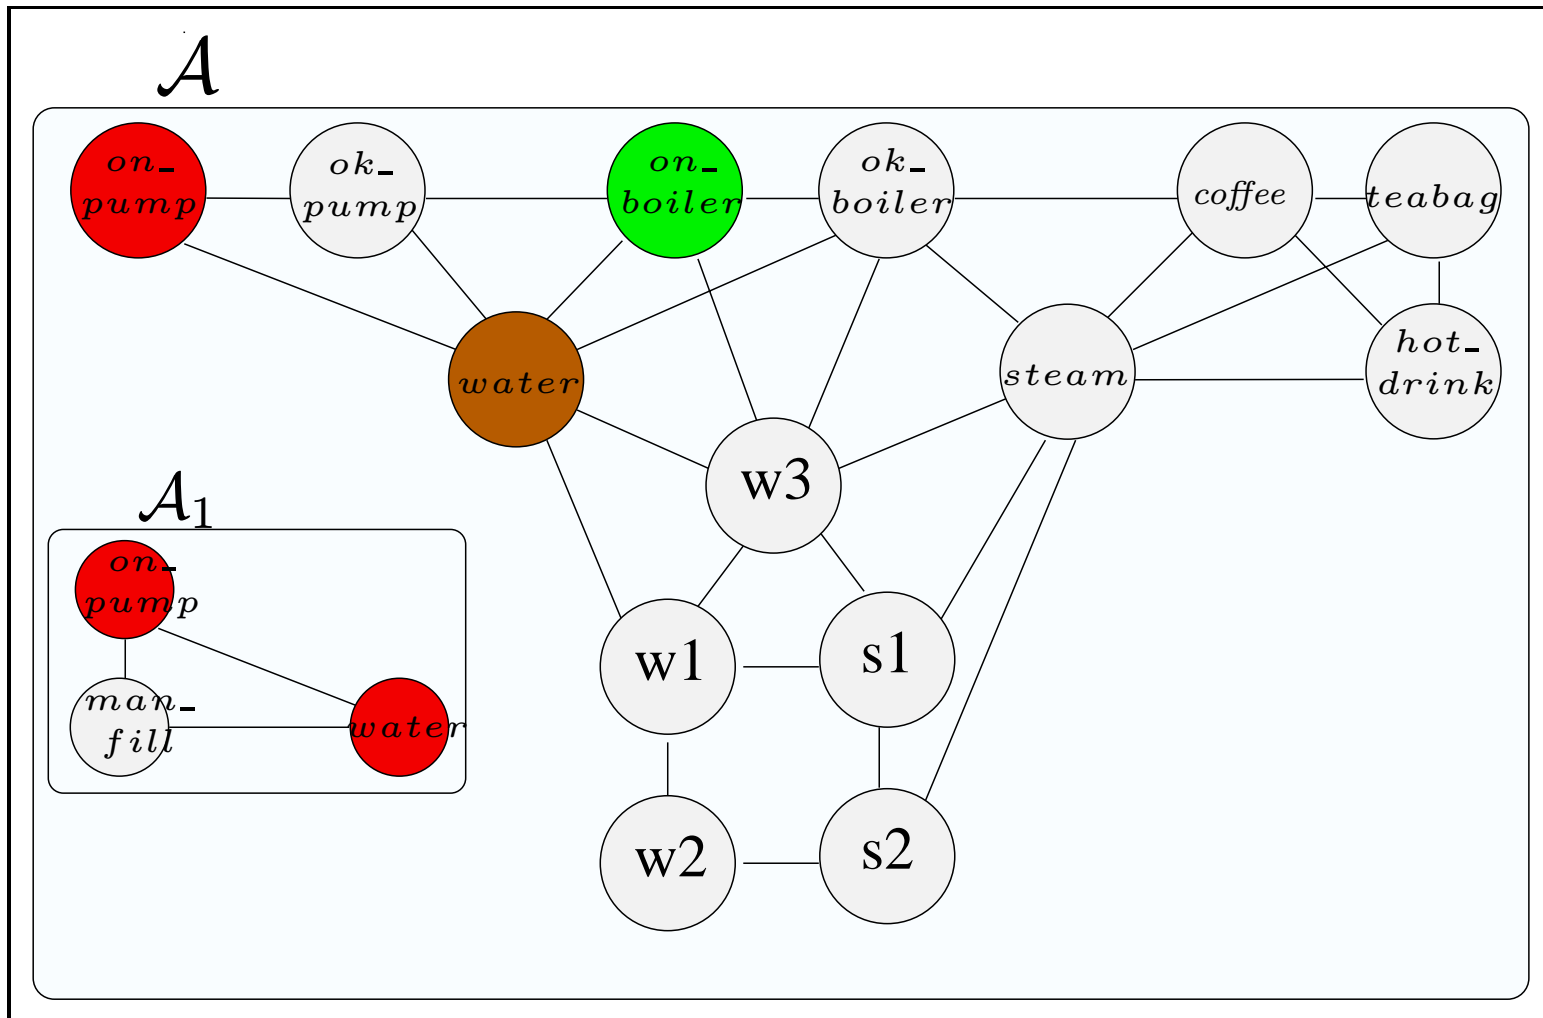 𝒜
on_
pump
ok_
pump
on_
boiler
ok_
boiler
coffee
teabag
water
steam
hot_
drink
w3
𝒜1
on_
pump
man_
fill
water
w1
s1
w2
s2